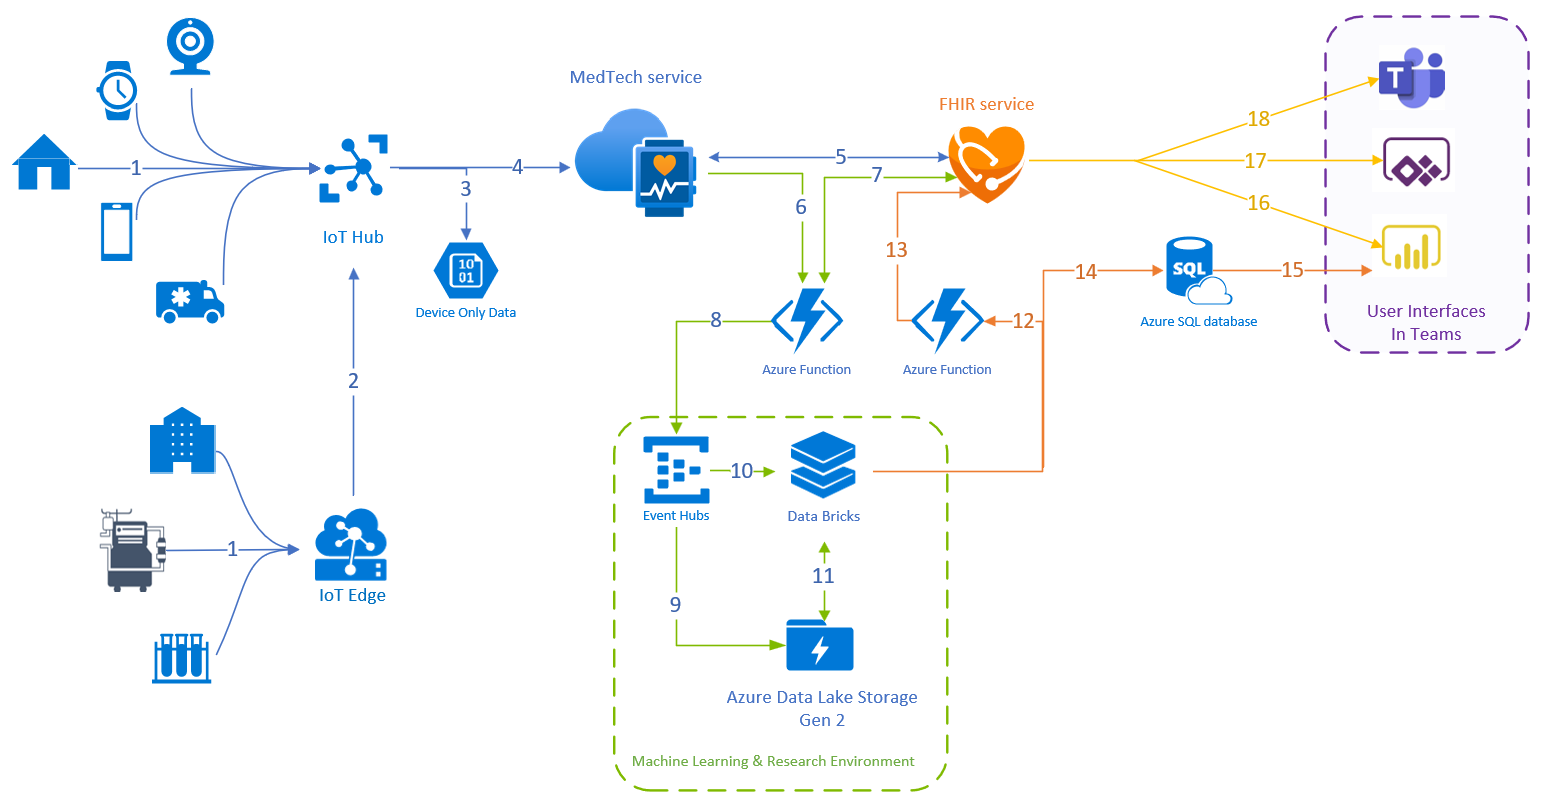 MedTech service
FHIR service
1
IoT Hub
3
4
Device Only Data
5
7
6
18
17
16
13
14
SQL
15
Azure SQL database
T
User Interfaces
In Teams
10
01
2
8
12
Azure Function
Azure Function
Event Hubs
10
Data Bricks
1
IoT Edge
9
11
Azure Data Lake Storage
Gen 2
Machine Learning & Research Environment